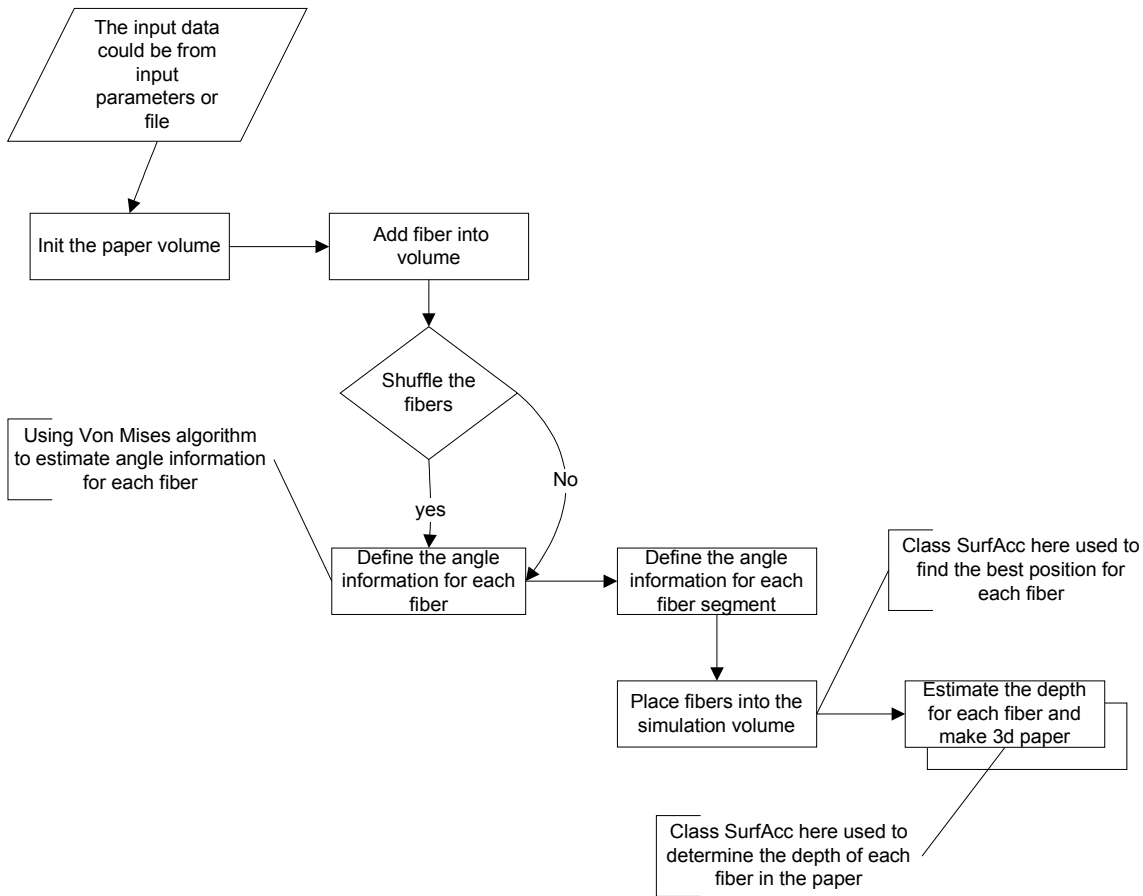 The input data
could be from
input
parameters or
file
Init the paper volume
Add fiber into
volume
Shuffle the
fibers
Using Von Mises algorithm
to estimate angle information
for each fiber
No
yes
Define the angle
information for each
fiber
Define the angle
information for each
fiber segment
Class SurfAcc here used to
find the best position for
each fiber
Place fibers into the
simulation volume
Estimate the depth
for each fiber and
make 3d paper
Class SurfAcc here used to
determine the depth of each
fiber in the paper